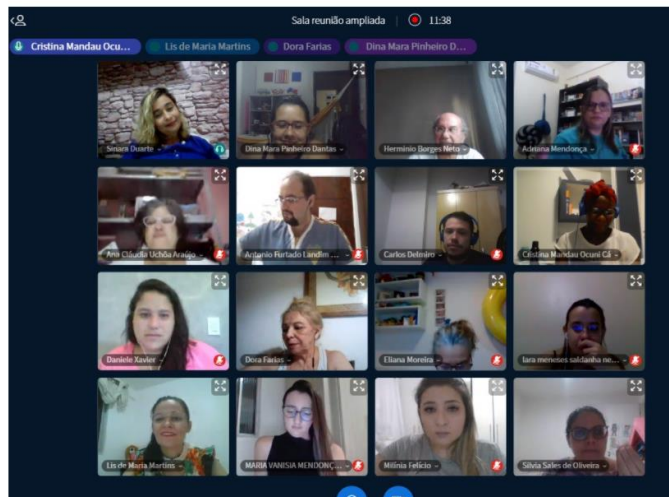 Sala reunião ampliada | 11:38
Cristina Mandau Ocu... Lis de Maria Martins Dora Farias Dina Mara Pinheiro D...
Sinara Duarte Dina Mara Pinheiro Dantas Herminio Borges Neto Adriana Mendonça
Ana Cláudia Uchôa Araújo Antonio Furtado Landim ... Carlos Delmiro Cristina Mandau Ocuni Cá
Daniele Xavier Dora Farias Eliana Moreira Iara meneses saldanha ne...
Lis de Maria Martins MARIA VANISIA MENDONÇ... Milínia Felício Silvia Sales de Oliveira